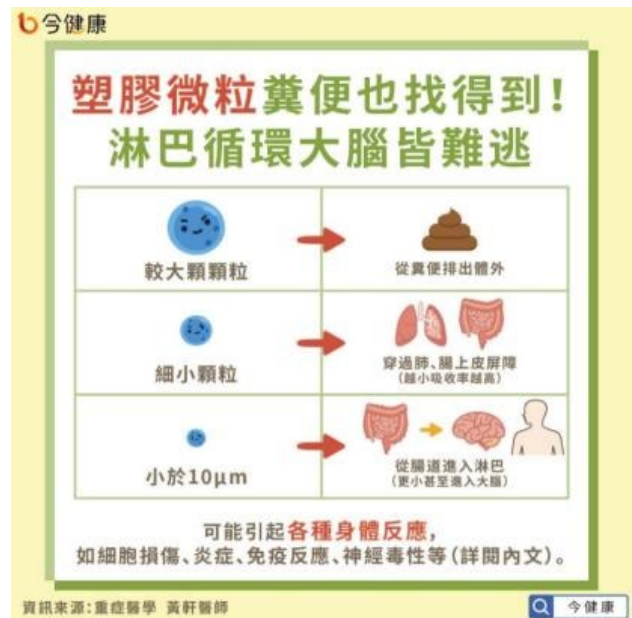 今健康
塑膠微粒糞便也找得到！
淋巴循環大腦皆難逃
較大顆顆粒
從糞便排出體外
細小顆粒
穿過肺、腸上皮屏障
（越小吸收率越高）
小於10μm
從腸道進入淋巴
（更小甚至進入大腦）
可能引起各種身體反應，
如細胞損傷、炎症、免疫反應、神經毒性等（詳閱內文）。
資訊來源：重症醫學 黃軒醫師
今健康